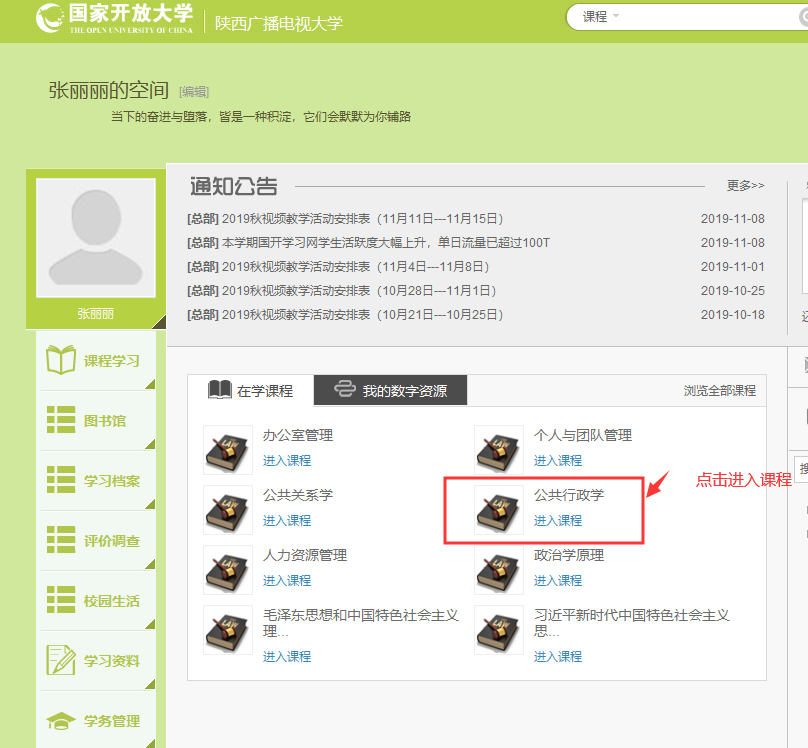 国家开放大学
THE OPEN UNIVERSITY OF CHINA
陕西广播电视大学
课程
张丽丽的空间 [编辑]
当下的奋进与堕落，皆是一种积淀，它们会默默为你铺路
张丽丽
课程学习
图书馆
学习档案
评价调查
校园生活
学习资料
学务管理
通知公告 更多>>
[总部] 2019秋视频教学活动安排表（11月11日---11月15日） 2019-11-08
[总部] 本学期国开学习网学生活跃度大幅上升，单日流量已超过100T 2019-11-08
[总部] 2019秋视频教学活动安排表（11月4日---11月8日） 2019-11-01
[总部] 2019秋视频教学活动安排表（10月28日---11月1日） 2019-10-25
[总部] 2019秋视频教学活动安排表（10月21日---10月25日） 2019-10-18
在学课程 我的数字资源 浏览全部课程
办公室管理
进入课程
个人与团队管理
进入课程
公共关系学
进入课程
公共行政学
进入课程
点击进入课程
人力资源管理
进入课程
政治学原理
进入课程
毛泽东思想和中国特色社会主义
理...
进入课程
习近平新时代中国特色社会主义
思...
进入课程